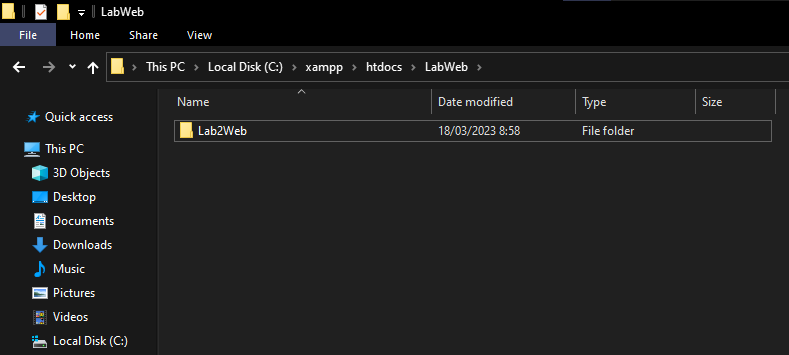 LabWeb
File Home Share View
This PC Local Disk (C:) xampp htdocs LabWeb
Name Date modified Type Size
Quick access
Lab2Web 18/03/2023 8:58 File folder
This PC
3D Objects
Desktop
Documents
Downloads
Music
Pictures
Videos
Local Disk (C:)